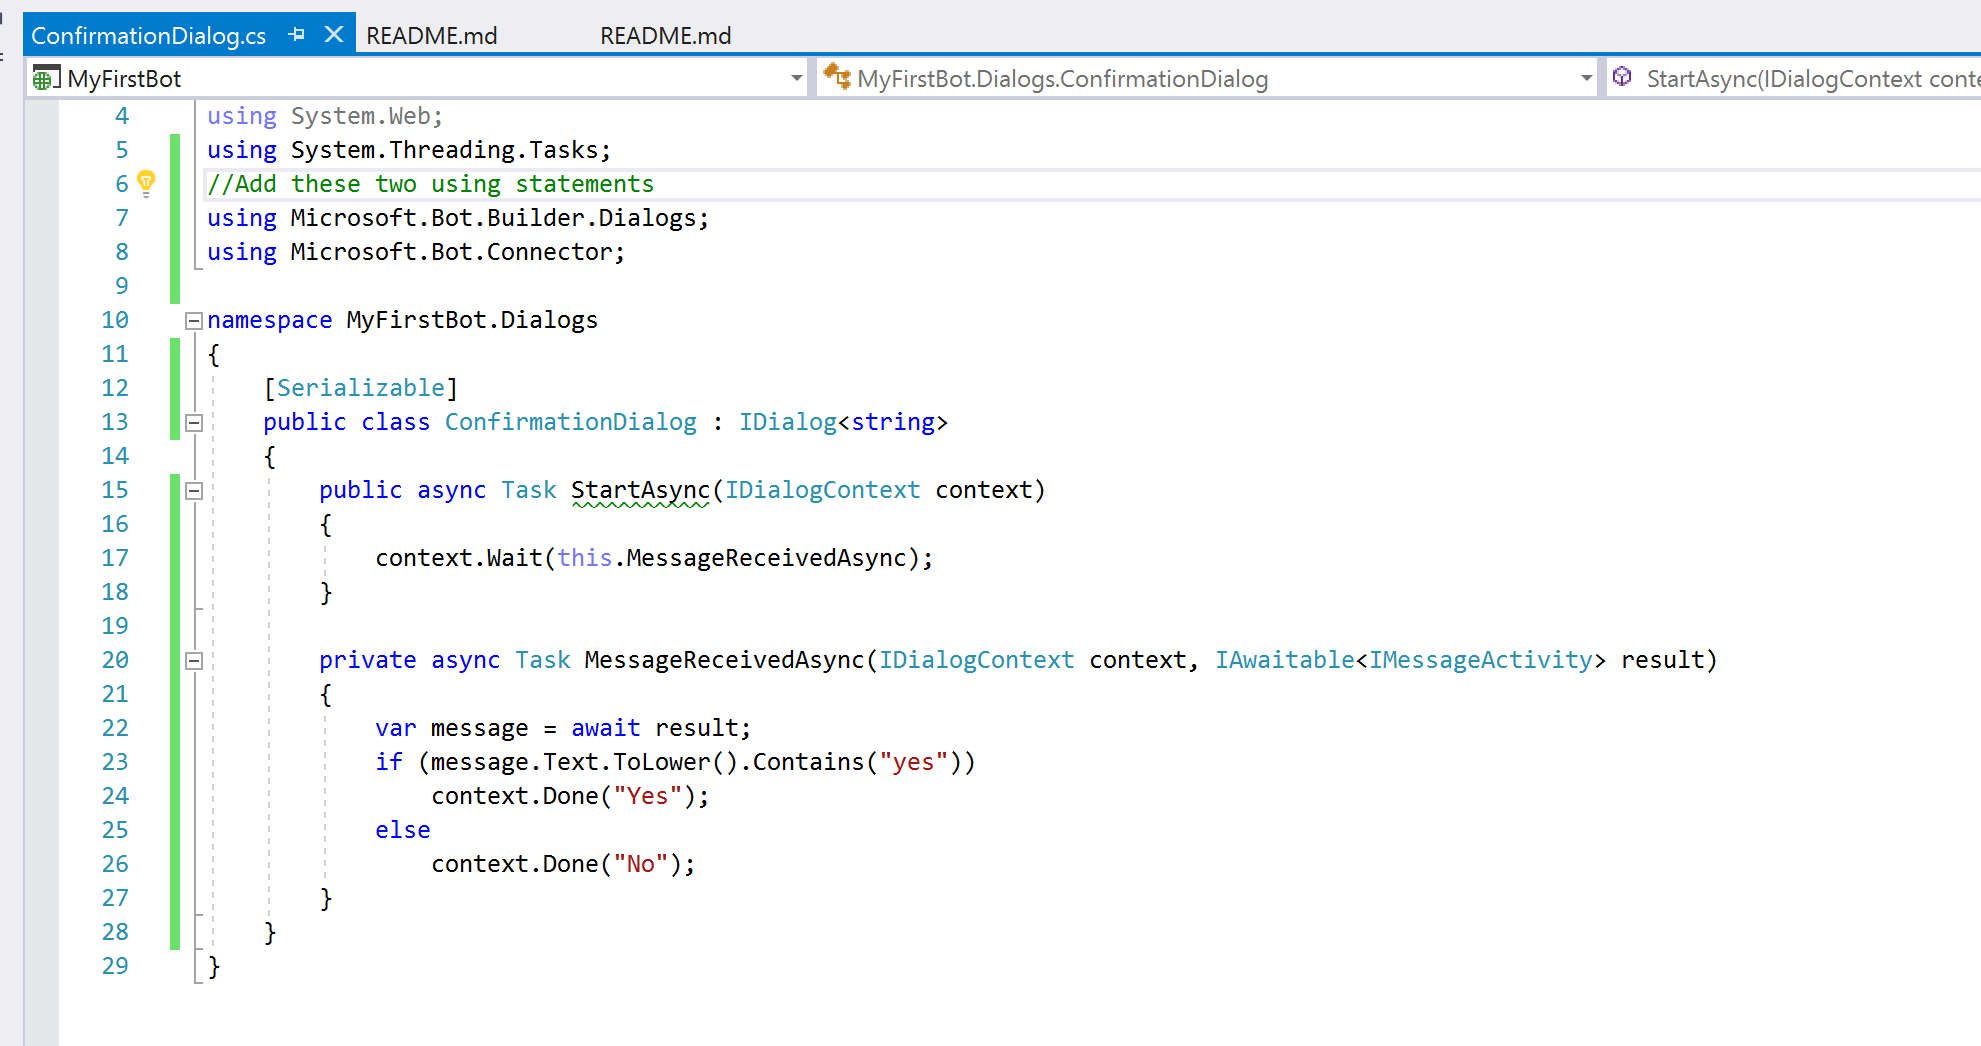 ConfirmationDialog.cs README.md README.md
MyFirstBot MyFirstBot.Dialogs.ConfirmationDialog StartAsync(IDialogContext conte
4 using System.Web;
5 using System.Threading.Tasks;
6 //Add these two using statements
7 using Microsoft.Bot.Builder.Dialogs;
8 using Microsoft.Bot.Connector;
9
10 namespace MyFirstBot.Dialogs
11 {
12 [Serializable]
13 public class ConfirmationDialog : IDialog<string>
14 {
15 public async Task StartAsync(IDialogContext context)
16 {
17 context.Wait(this.MessageReceivedAsync);
18 }
19
20 private async Task MessageReceivedAsync(IDialogContext context, IAwaitable<IMessageActivity> result)
21 {
22 var message = await result;
23 if (message.Text.ToLower().Contains("yes"))
24 context.Done("Yes");
25 else
26 context.Done("No");
27 }
28 }
29 }